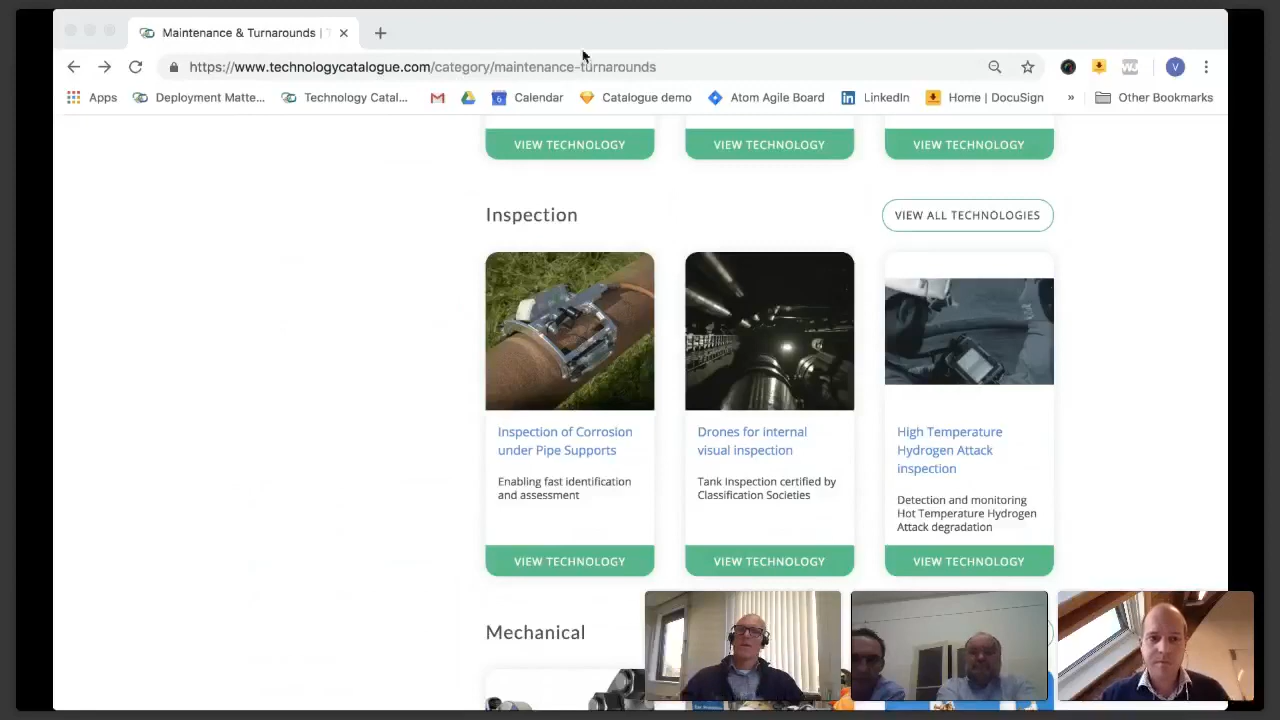 Maintenance & Turnarounds |
https://www.technologycatalogue.com/category/maintenance-turnarounds
V
Apps
Deployment Matte...
Technology Catal...
6
Calendar
Catalogue demo
Atom Agile Board
LinkedIn
Home | DocuSign
»
Other Bookmarks
VIEW TECHNOLOGY
VIEW TECHNOLOGY
VIEW TECHNOLOGY
Inspection
VIEW ALL TECHNOLOGIES
Inspection of Corrosion
under Pipe Supports
Enabling fast identification
and assessment
VIEW TECHNOLOGY
Drones for internal
visual inspection
Tank Inspection certified by
Classification Societies
VIEW TECHNOLOGY
High Temperature
Hydrogen Attack
inspection
Detection and monitoring
Hot Temperature Hydrogen
Attack degradation
VIEW TECHNOLOGY
Mechanical